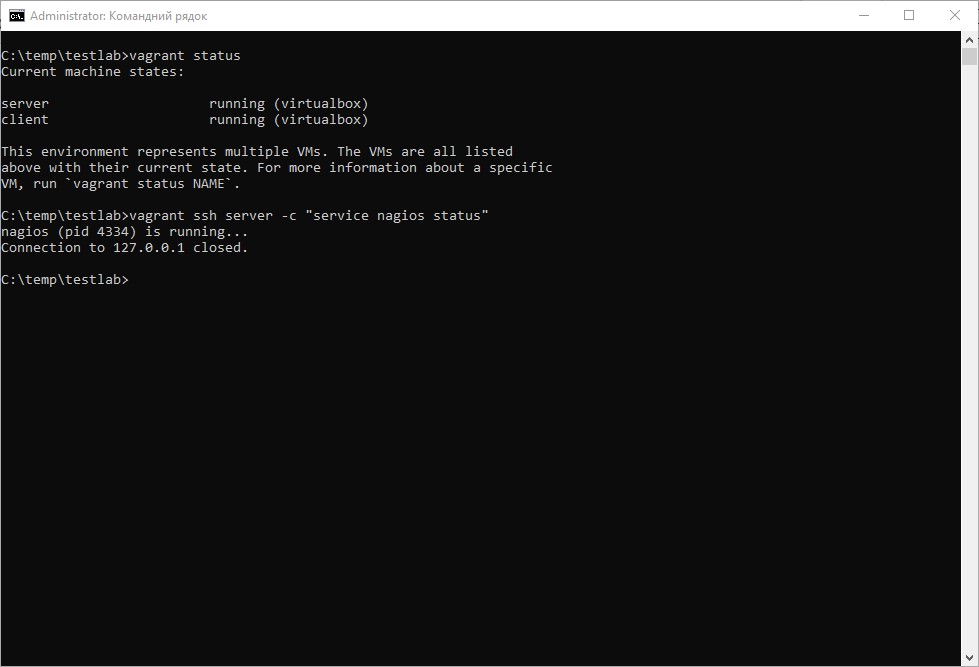 Administrator: Командний рядок
C:\temp\testlab>vagrant status
Current machine states:
server                    running (virtualbox)
client                    running (virtualbox)
This environment represents multiple VMs. The VMs are all listed
above with their current state. For more information about a specific
VM, run `vagrant status NAME`.
C:\temp\testlab>vagrant ssh server -c "service nagios status"
nagios (pid 4334) is running...
Connection to 127.0.0.1 closed.
C:\temp\testlab>